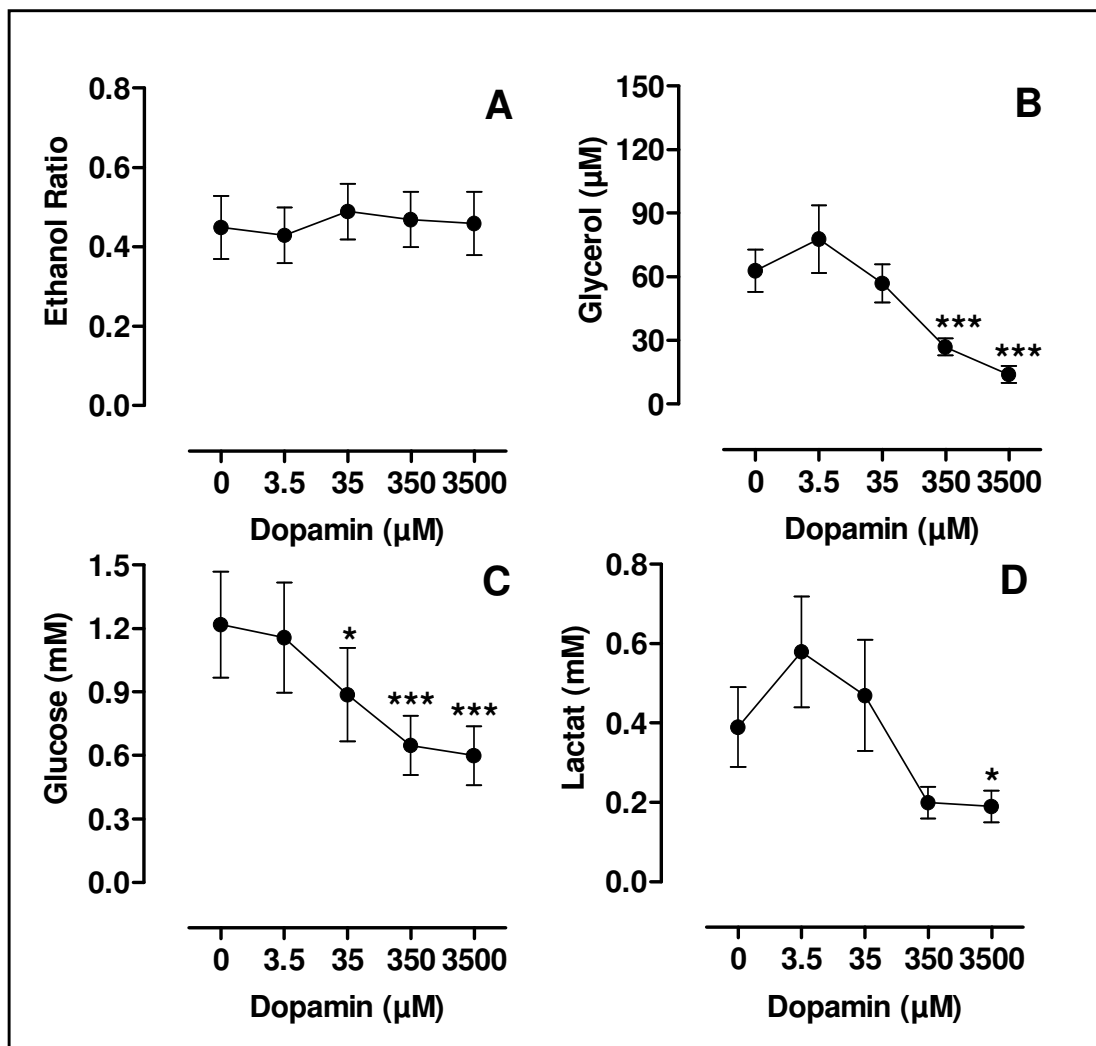 A
Ethanol Ratio
0.8
0.6
0.4
0.2
0.0
0 3.5 35 350 3500
Dopamin (µM)
B
Glycerol (µM)
150
120
90
60
30
0
***
***
0 3.5 35 350 3500
Dopamin (µM)
C
Glucose (mM)
1.5
1.2
0.9
0.6
0.3
0.0
*
***
***
0 3.5 35 350 3500
Dopamin (µM)
D
Lactat (mM)
0.8
0.6
0.4
0.2
0.0
*
0 3.5 35 350 3500
Dopamin (µM)